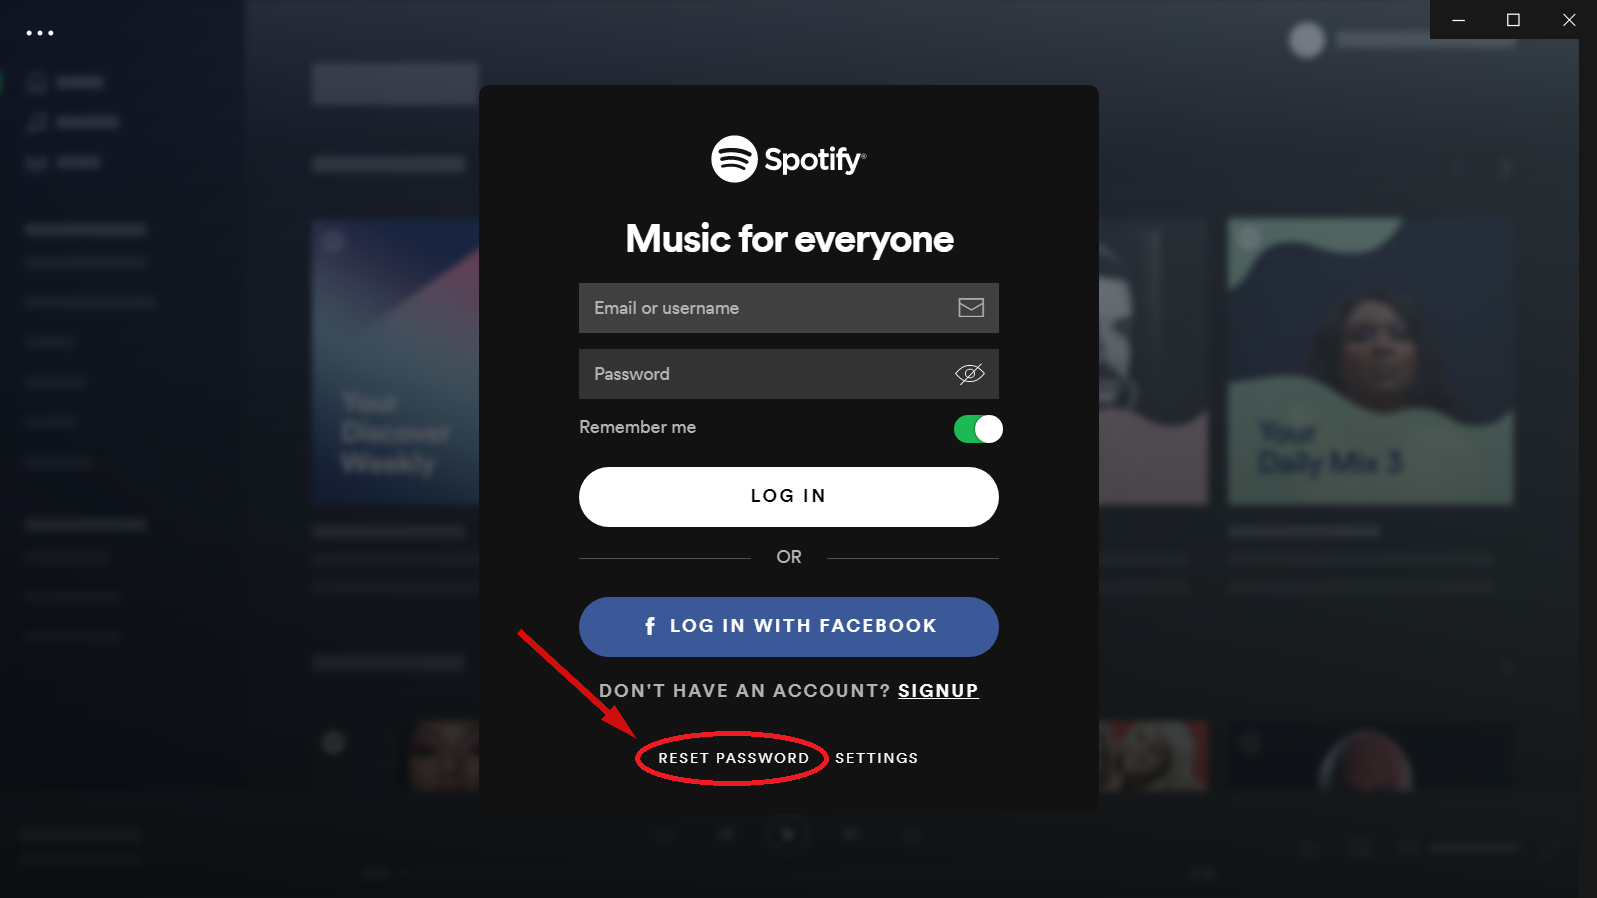 Spotify®
Music for everyone
Email or username
Password
Remember me
LOG IN
OR
f LOG IN WITH FACEBOOK
DON'T HAVE AN ACCOUNT? SIGNUP
RESET PASSWORD SETTINGS
Your
Discover
Weekly
Your
Daily Mix 3